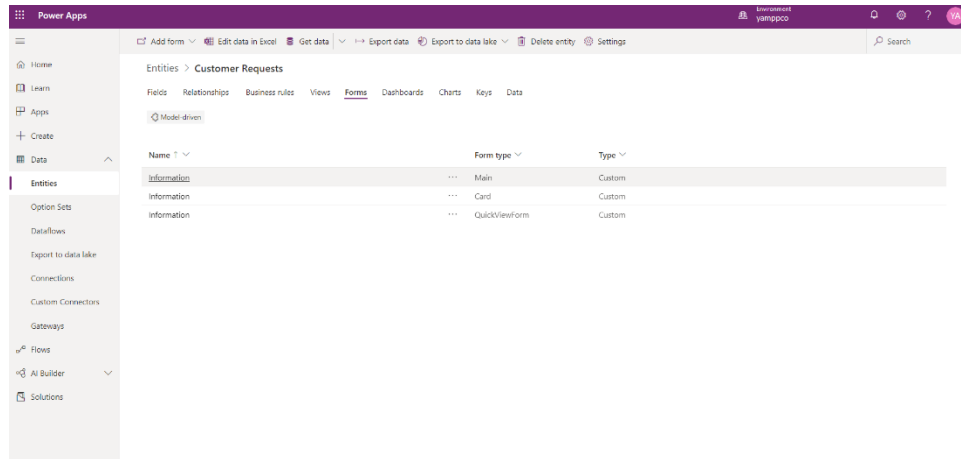 Power Apps
Environment
yamppco
?
YA
Add form
Edit data in Excel
Get data
Export data
Export to data lake
Delete entity
Settings
Search
Home
Learn
Apps
Create
Data
Entities
Option Sets
Dataflows
Export to data lake
Connections
Custom Connectors
Gateways
Flows
AI Builder
Solutions
Entities > Customer Requests
Fields Relationships Business rules Views Forms Dashboards Charts Keys Data
Model-driven
Name Form type Type
Information ... Main Custom
Information ... Card Custom
Information ... QuickViewForm Custom